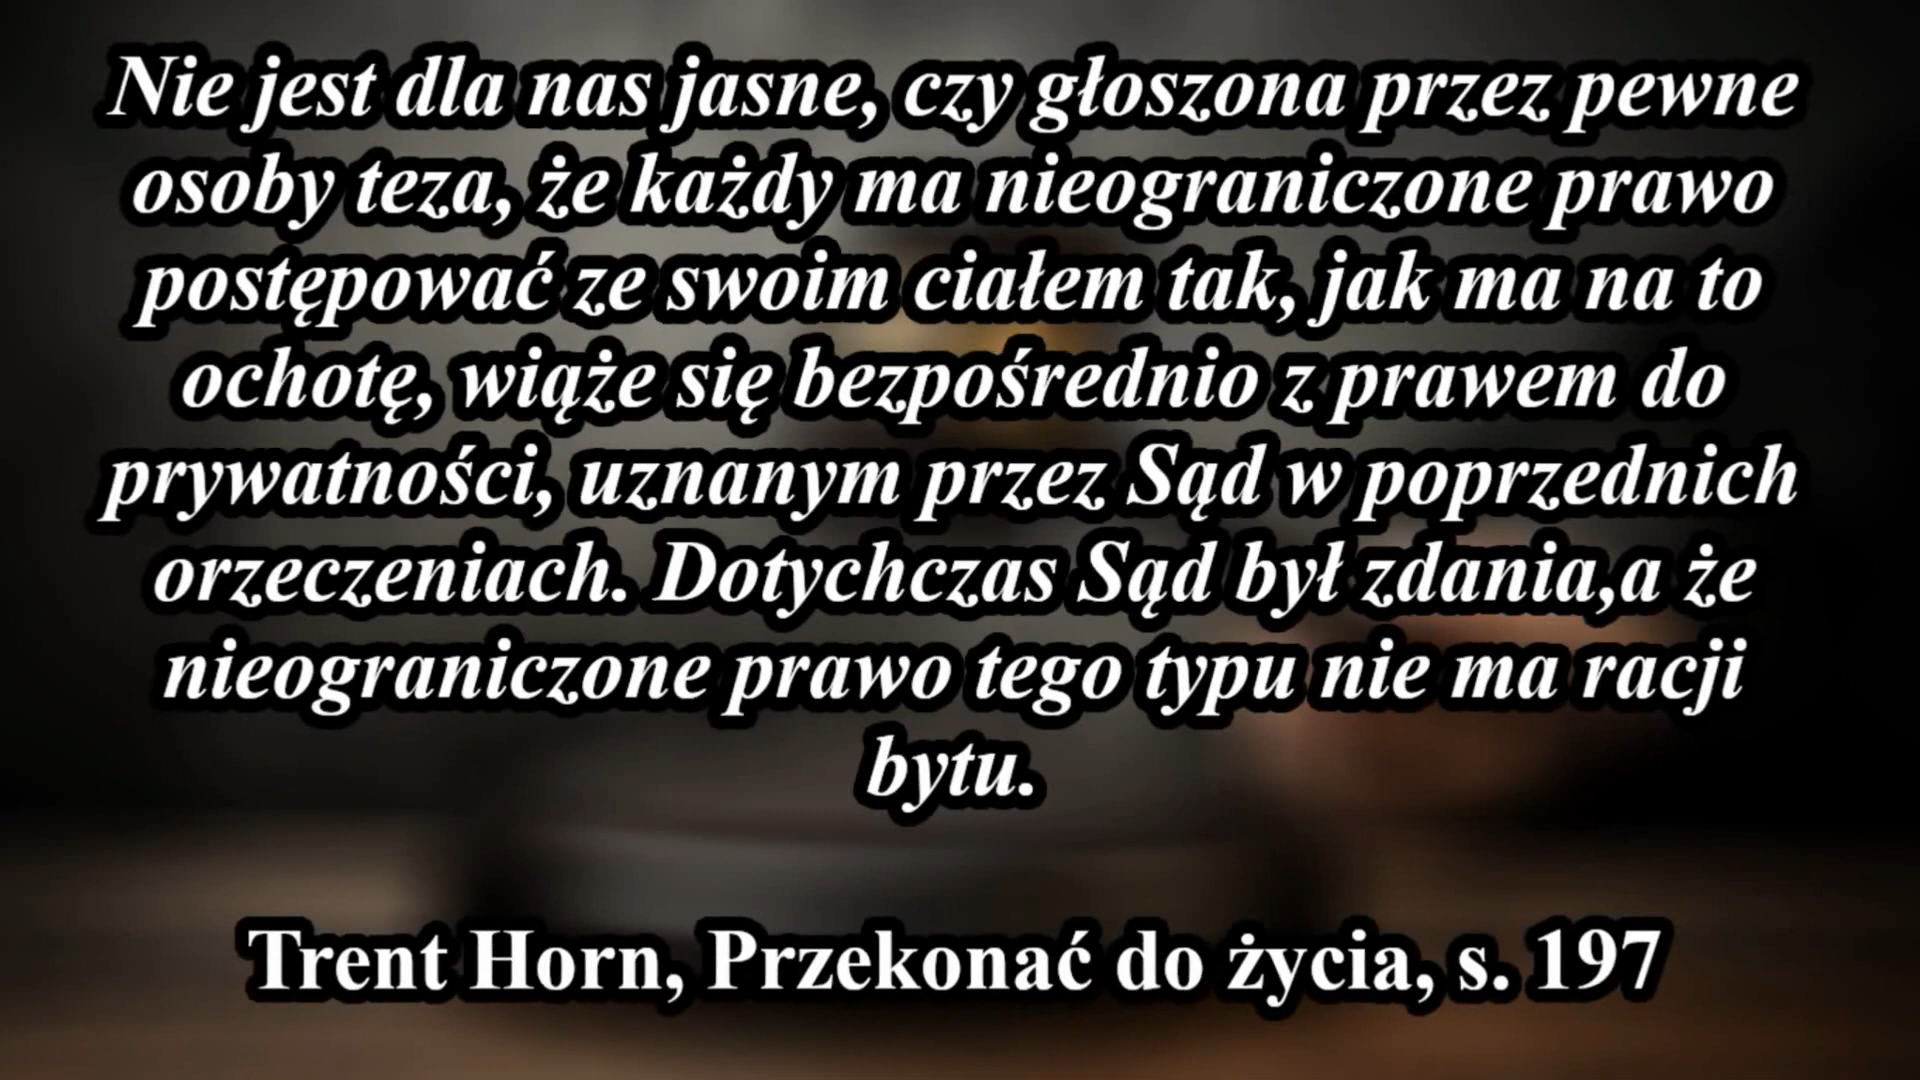 Nie jest dla nas jasne, czy głoszona przez pewne
osoby teza, że każdy ma nieograniczone prawo
postępować ze swoim ciałem tak, jak ma na to
ochotę, wiąże się bezpośrednio z prawem do
prywatności, uznanym przez Sąd w poprzednich
orzeczeniach. Dotychczas Sąd był zdania,a że
nieograniczone prawo tego typu nie ma racji
bytu.
Trent Horn, Przekonać do życia, s. 197